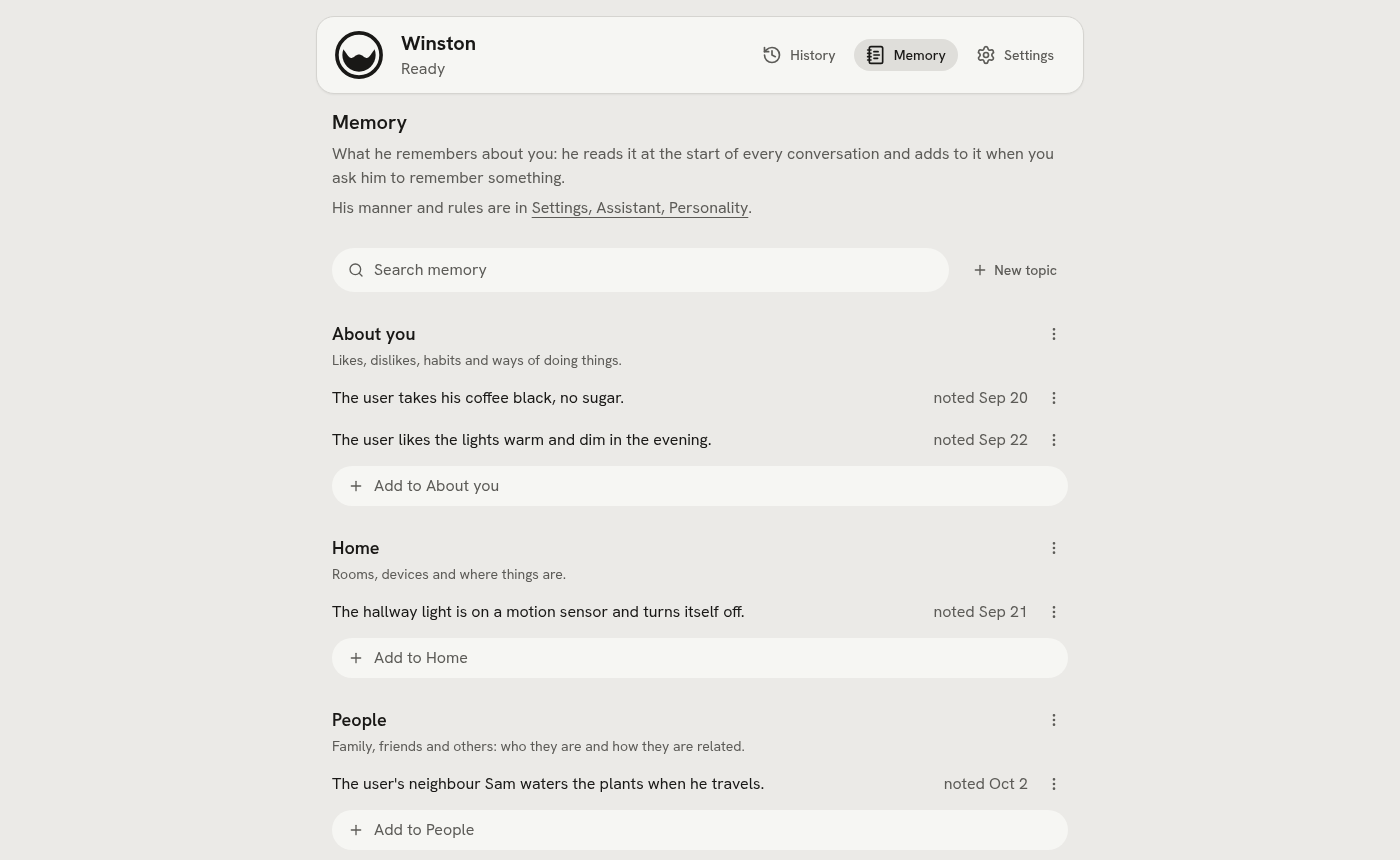 Winston
Ready
History
Memory
Settings
Memory
What he remembers about you: he reads it at the start of every conversation and adds to it when you
ask him to remember something.
His manner and rules are in Settings, Assistant, Personality.
Search memory
New topic
About you
Likes, dislikes, habits and ways of doing things.
The user takes his coffee black, no sugar.
noted Sep 20
The user likes the lights warm and dim in the evening.
noted Sep 22
Add to About you
Home
Rooms, devices and where things are.
The hallway light is on a motion sensor and turns itself off.
noted Sep 21
Add to Home
People
Family, friends and others: who they are and how they are related.
The user's neighbour Sam waters the plants when he travels.
noted Oct 2
Add to People